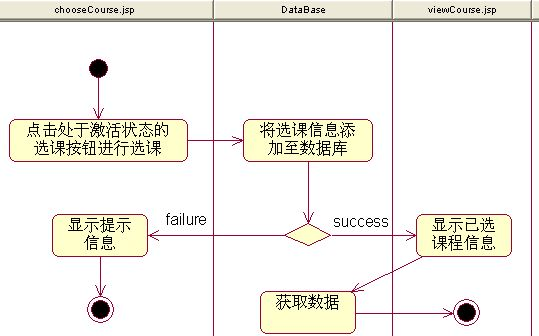 chooseCourse.jsp
DataBase
viewCourse.jsp
点击处于激活状态的
选课按钮进行选课
将选课信息添
加至数据库
显示提示
信息
failure
success
显示已选
课程信息
获取数据